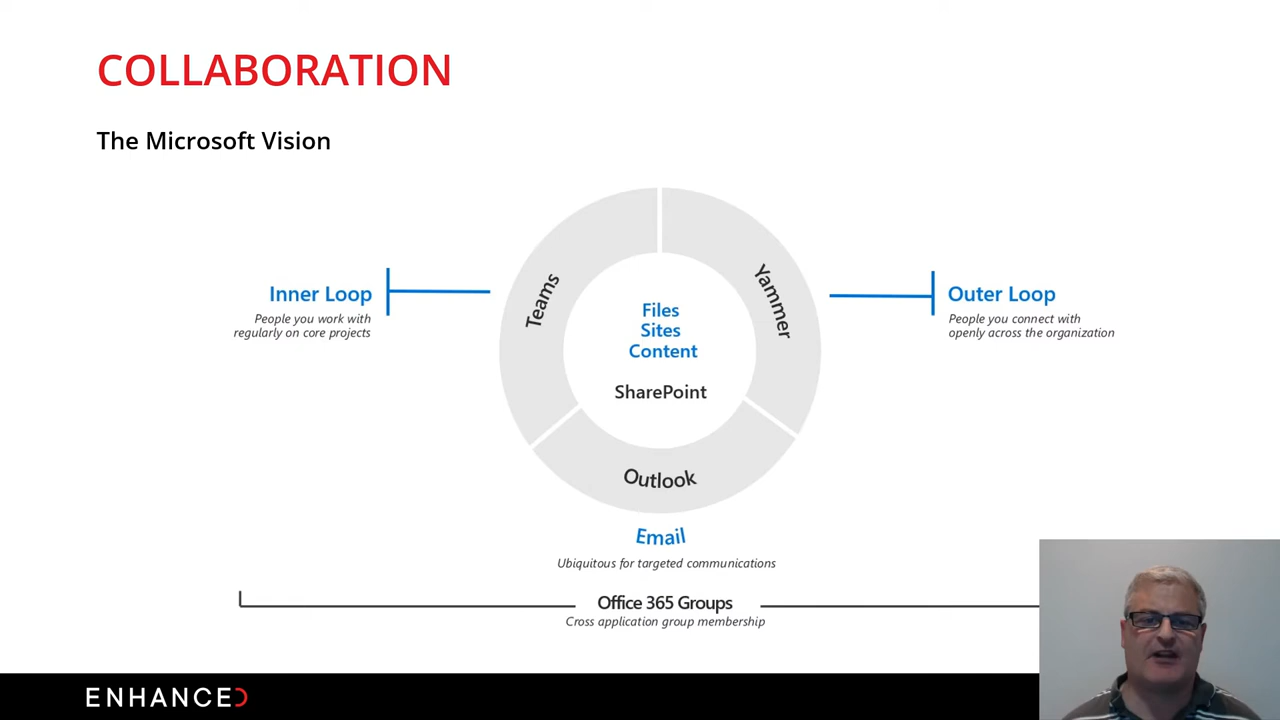 COLLABORATION
The Microsoft Vision
Teams
Yammer
Inner Loop
People you work with
regularly on core projects
Files
Sites
Content
SharePoint
Outer Loop
People you connect with
openly across the organization
Outlook
Email
Ubiquitous for targeted communications
Office 365 Groups
Cross application group membership
ENHANCED